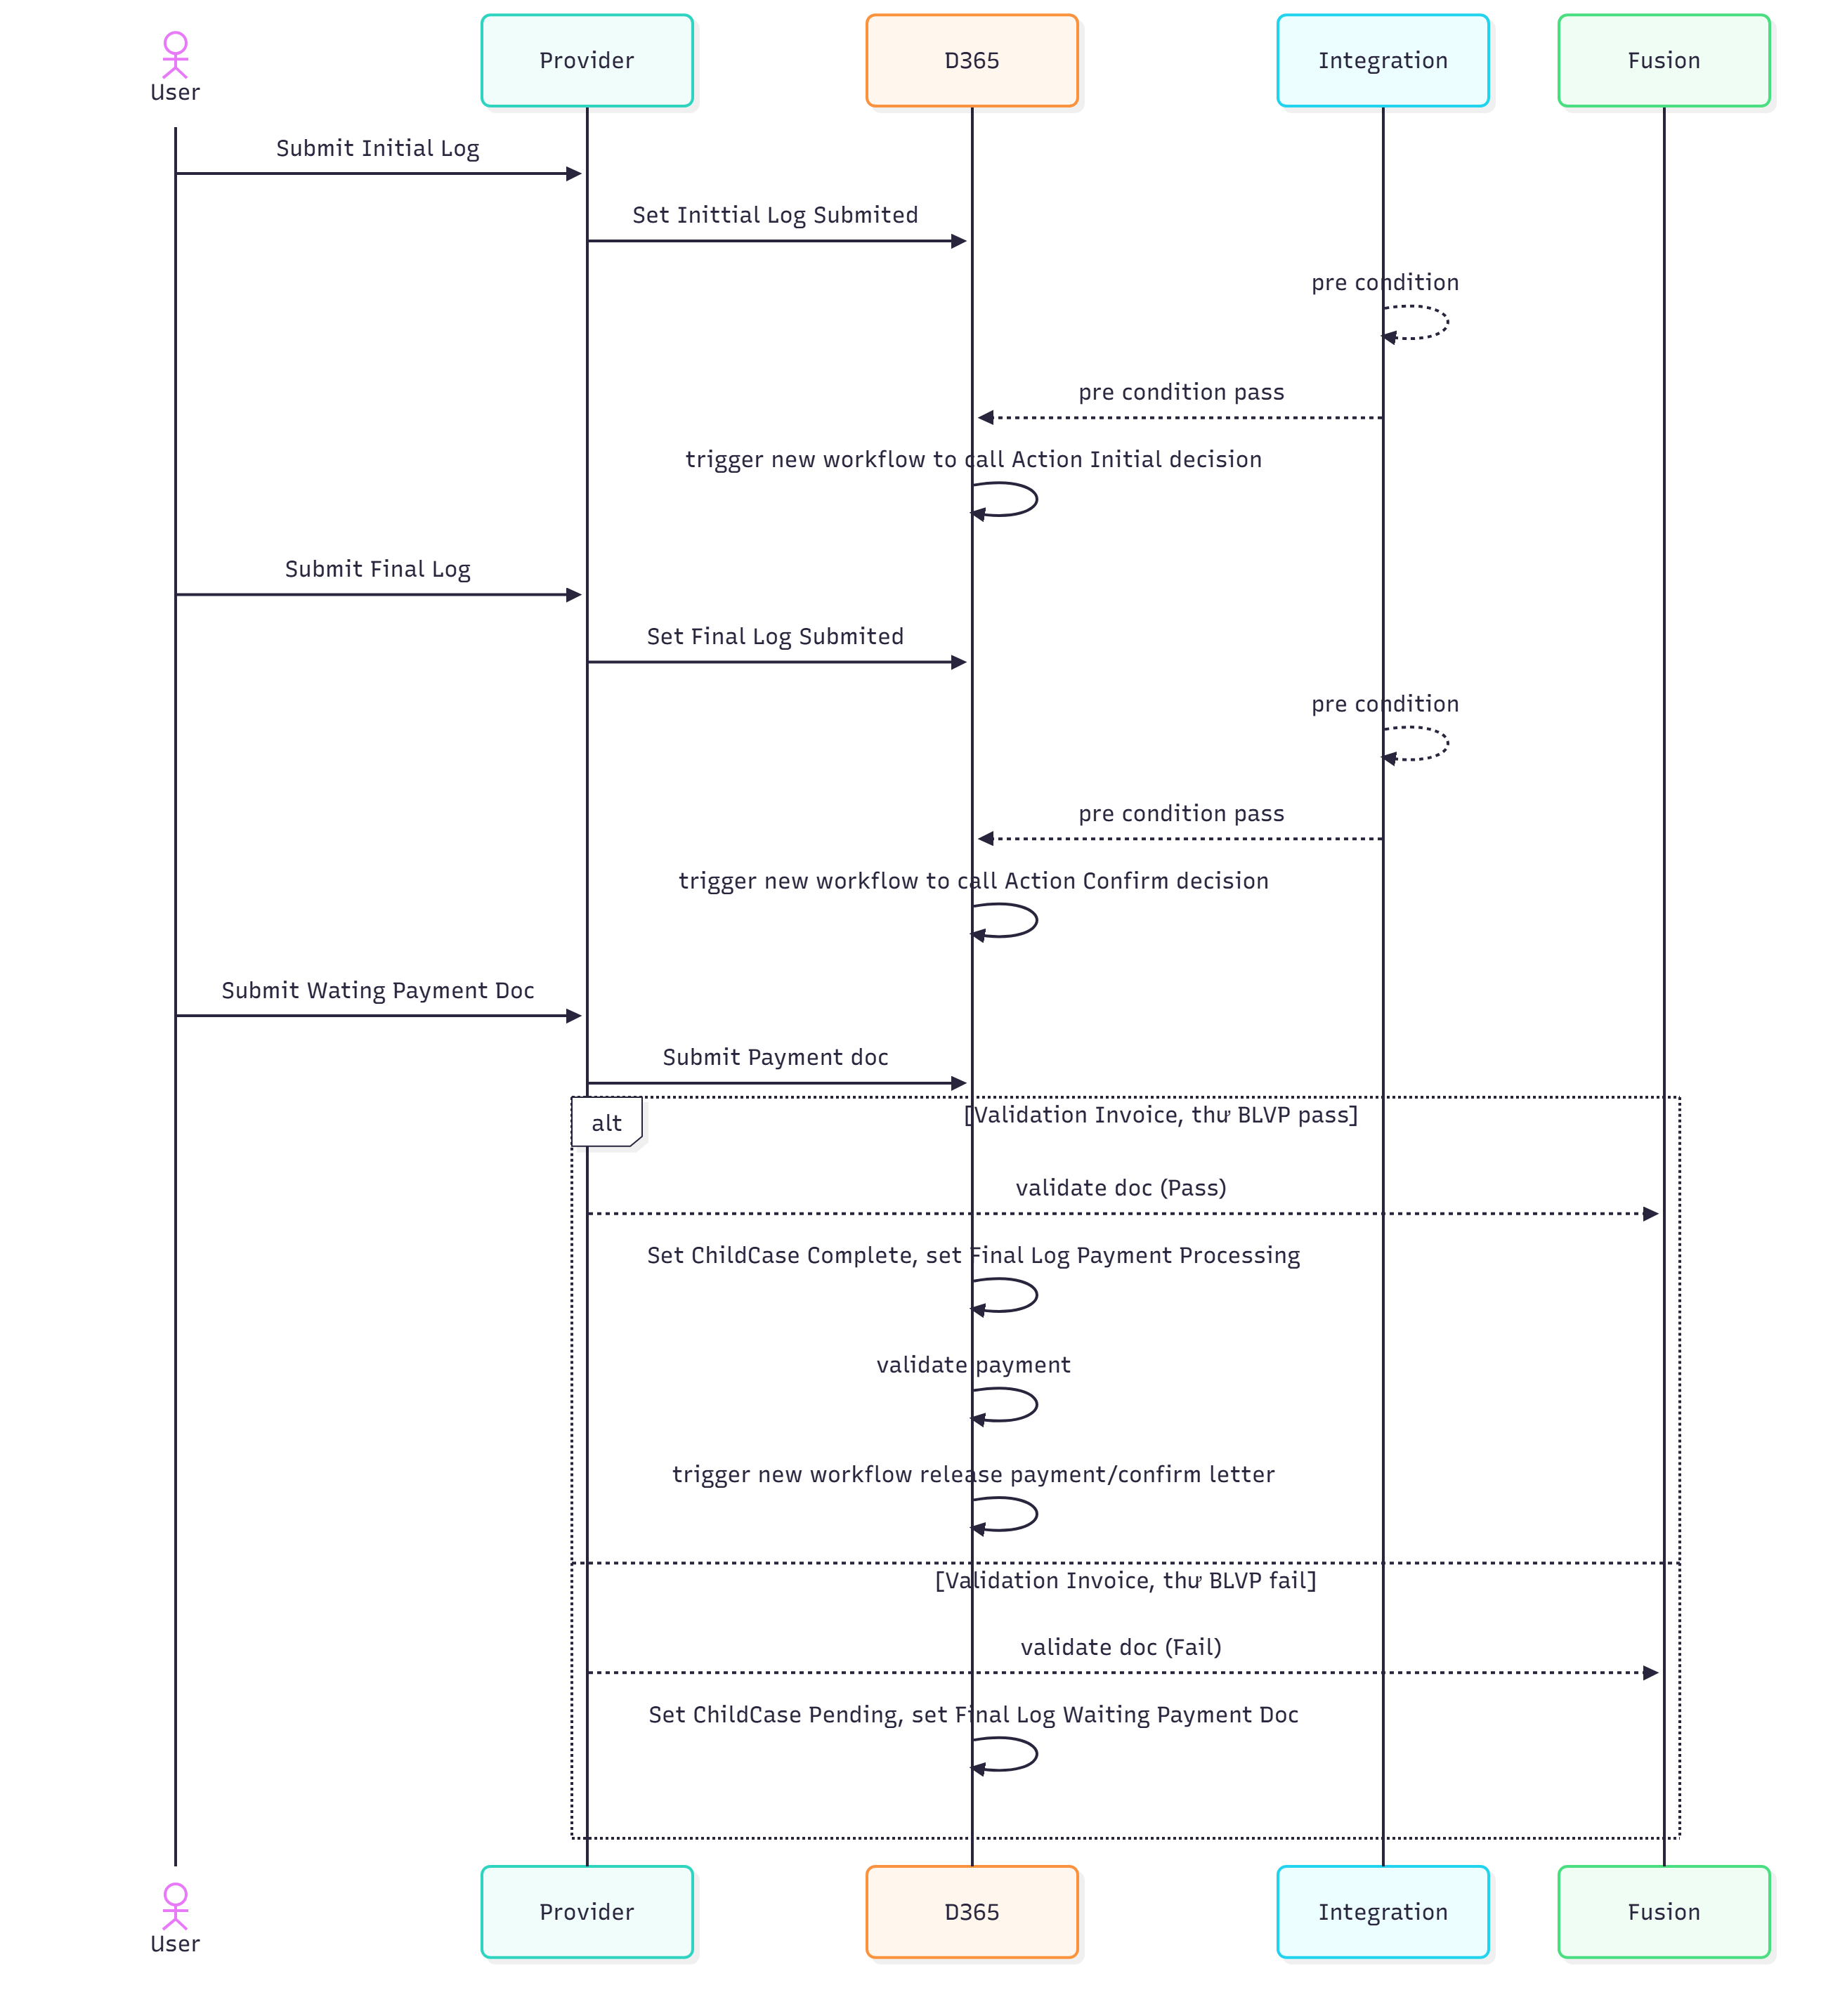 User
Provider
D365
Integration
Fusion
Submit Initial Log
Set Inittial Log Submited
pre condition
pre condition pass
trigger new workflow to call Action Initial decision
Submit Final Log
Set Final Log Submited
pre condition
pre condition pass
trigger new workflow to call Action Confirm decision
Submit Wating Payment Doc
Submit Payment doc
alt
[Validation Invoice, thư BLVP pass]
validate doc (Pass)
Set ChildCase Complete, set Final Log Payment Processing
validate payment
trigger new workflow release payment/confirm letter
[Validation Invoice, thư BLVP fail]
validate doc (Fail)
Set ChildCase Pending, set Final Log Waiting Payment Doc
User
Provider
D365
Integration
Fusion